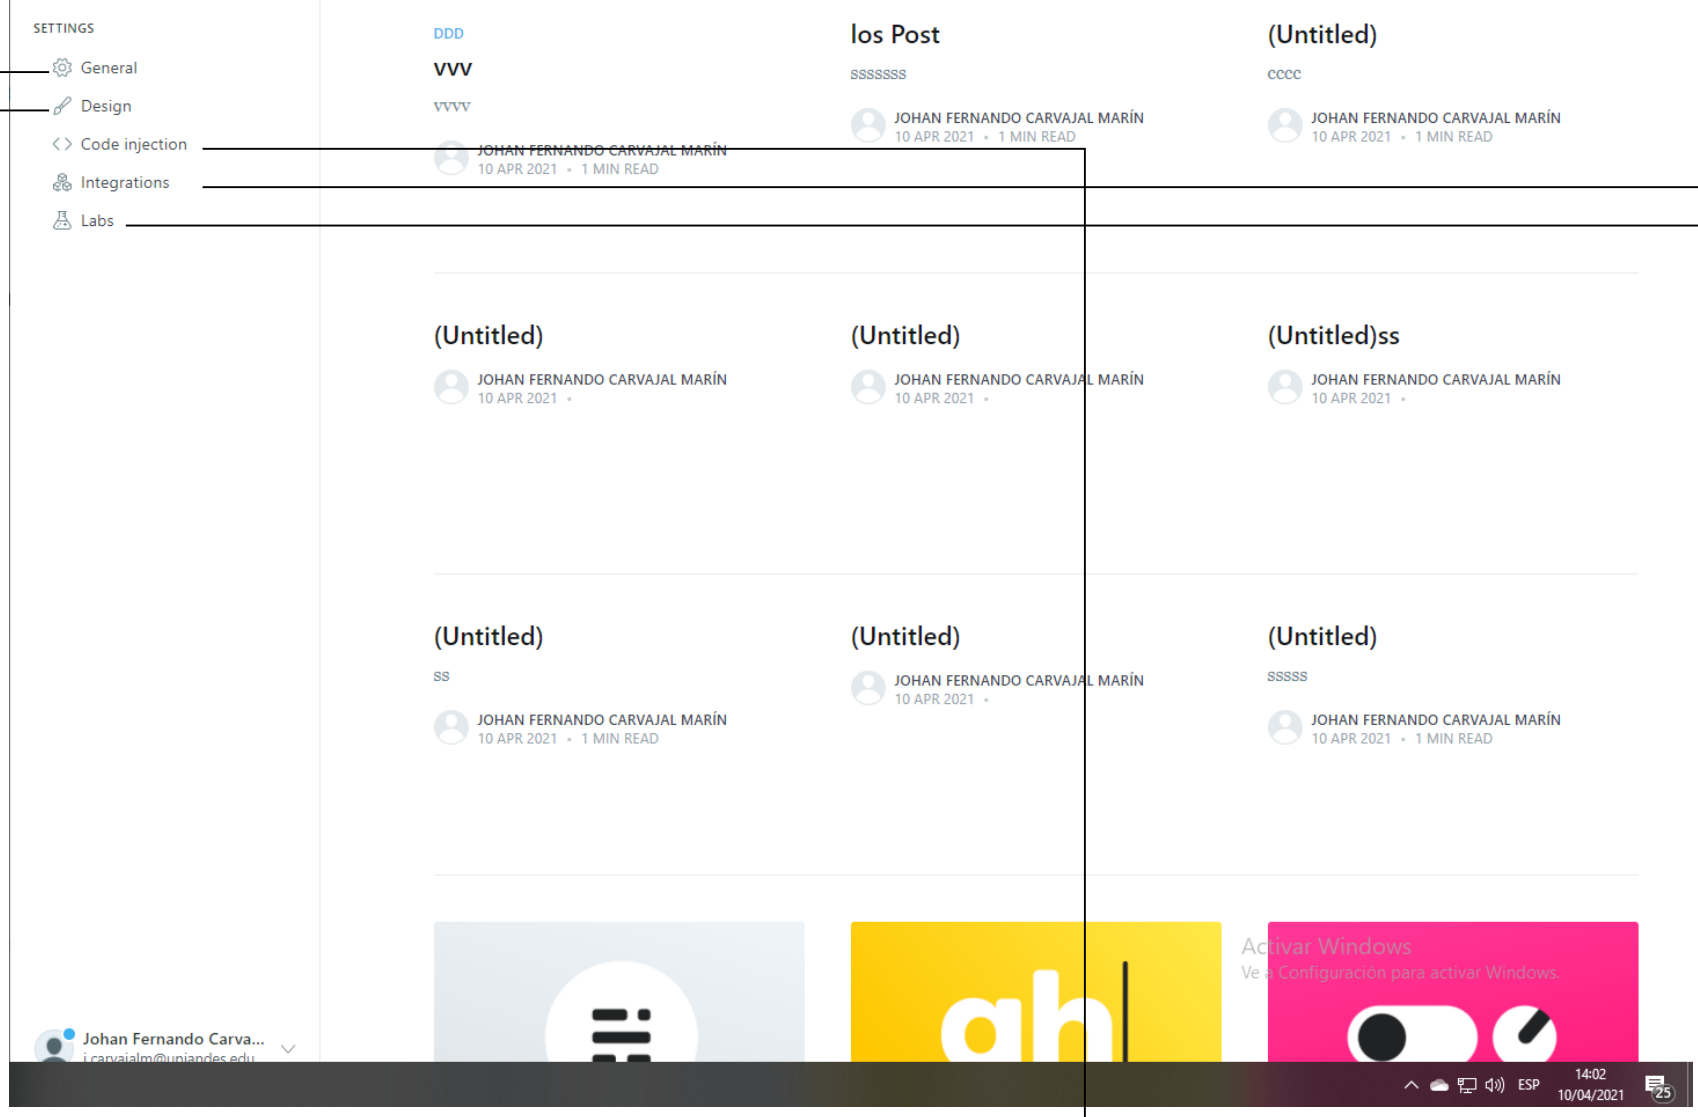 SETTINGS
General
Design
Code injection
Integrations
Labs
DDD
VVV
vvvv
JOHAN FERNANDO CARVAJAL MARÍN
10 APR 2021 • 1 MIN READ
los Post
sssssss
JOHAN FERNANDO CARVAJAL MARÍN
10 APR 2021 • 1 MIN READ
(Untitled)
cccc
JOHAN FERNANDO CARVAJAL MARÍN
10 APR 2021 • 1 MIN READ
(Untitled)
JOHAN FERNANDO CARVAJAL MARÍN
10 APR 2021 •
(Untitled)
JOHAN FERNANDO CARVAJAL MARÍN
10 APR 2021 •
(Untitled)ss
JOHAN FERNANDO CARVAJAL MARÍN
10 APR 2021 •
(Untitled)
ss
JOHAN FERNANDO CARVAJAL MARÍN
10 APR 2021 • 1 MIN READ
(Untitled)
JOHAN FERNANDO CARVAJAL MARÍN
10 APR 2021 •
(Untitled)
sssss
JOHAN FERNANDO CARVAJAL MARÍN
10 APR 2021 • 1 MIN READ
gh
Activar Windows
Ve a Configuración para activar Windows.
Johan Fernando Carva...
j.carvajalm@uniandes.edu
ESP
14:02
10/04/2021
25